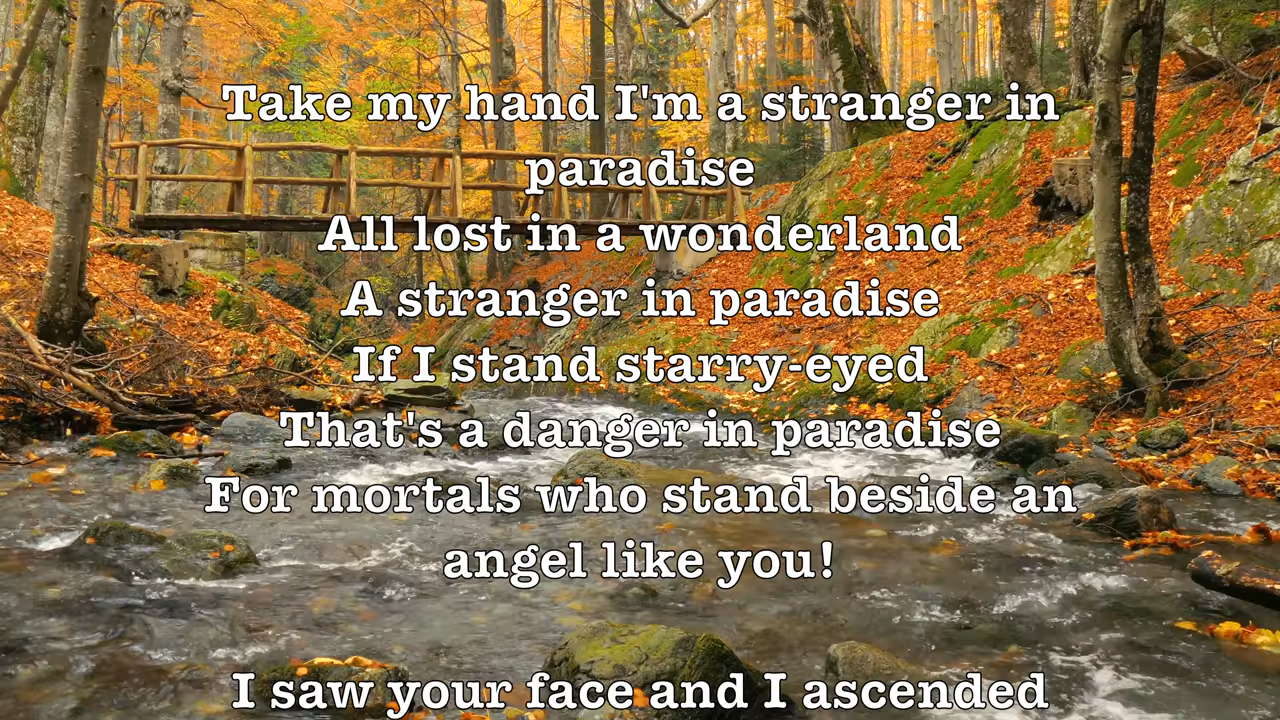 Take my hand I'm a stranger in
paradise
All lost in a wonderland
A stranger in paradise
If I stand starry-eyed
That's a danger in paradise
For mortals who stand beside an
angel like you!
I saw your face and I ascended